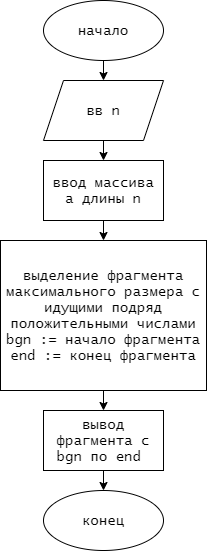 начало
вв n
ввод массива
а длины n
выделение фрагмента
максимального размера с
идущими подряд
положительными числами
bgn := начало фрагмента
end := конец фрагмента
вывод
фрагмента с
bgn по end
конец